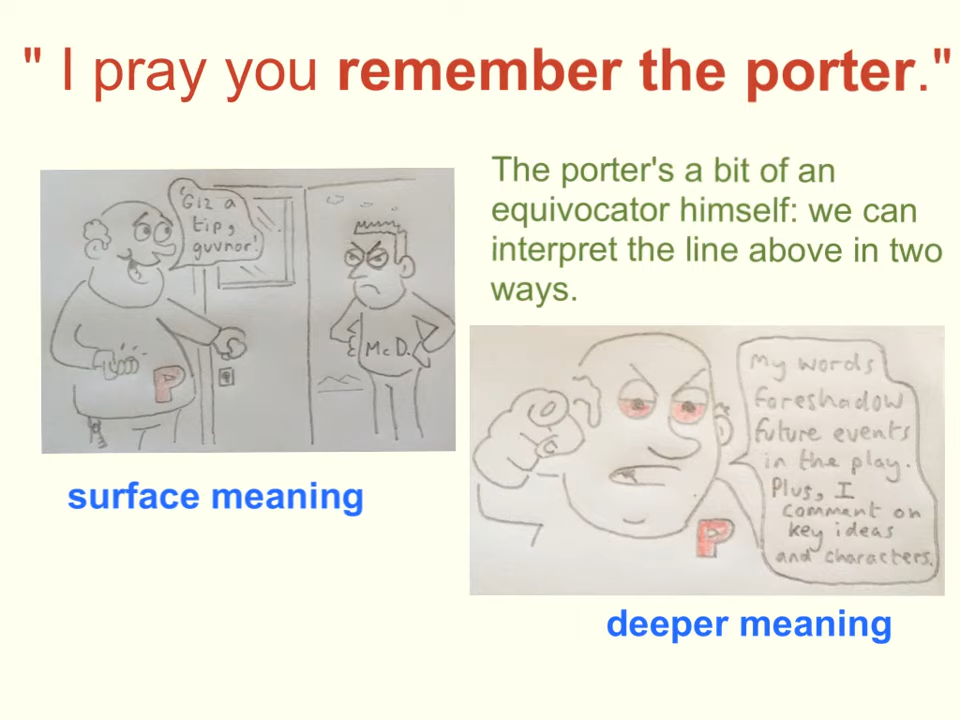 " I pray you remember the porter."
'Giz a
tip,
guvnor!
McD.
P
surface meaning
The porter's a bit of an
equivocator himself: we can
interpret the line above in two
ways.
My words
foreshadow
future events
in the play.
Plus, I
comment on
key ideas
and characters.
P
deeper meaning